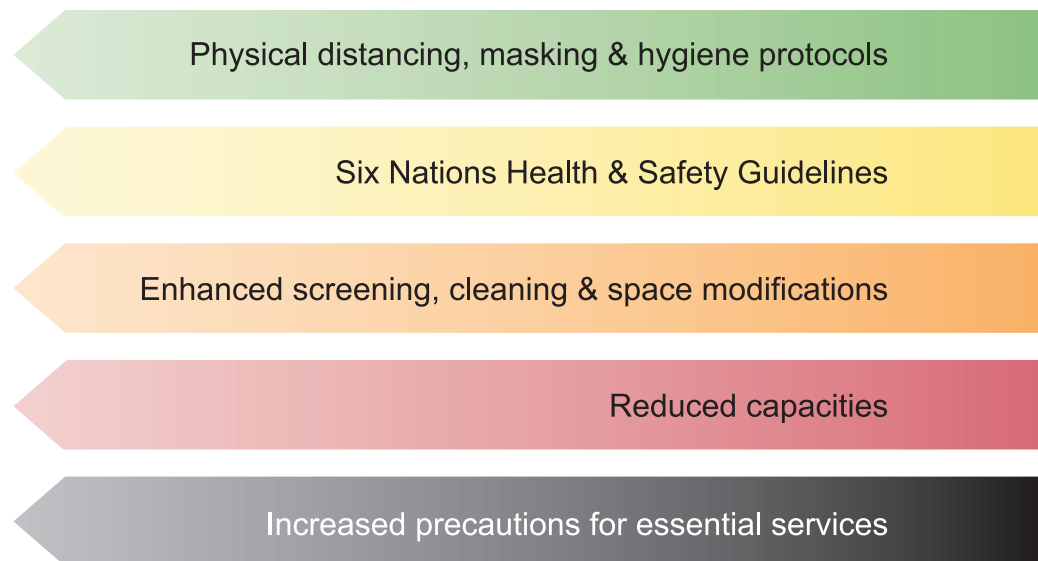 Physical distancing, masking & hygiene protocols
Six Nations Health & Safety Guidelines
Enhanced screening, cleaning & space modifications
Reduced capacities
Increased precautions for essential services